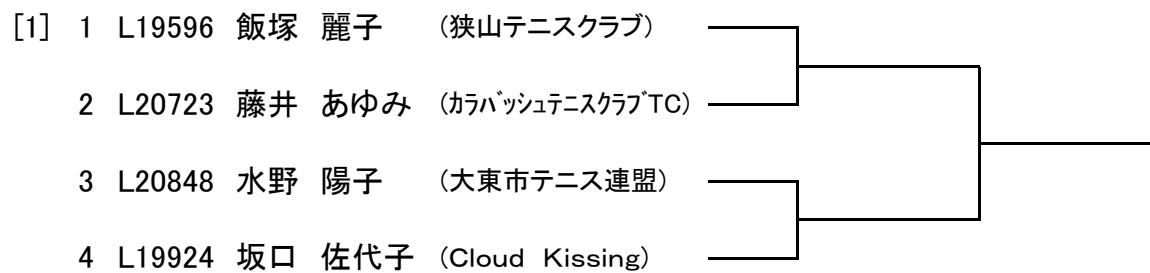 [1] 1 L19596 飯塚 麗子 (狭山テニスクラブ)
2 L20723 藤井 あゆみ (ｶﾗﾊﾞｯｼｭﾃﾆｽｸﾗﾌﾞTC)
3 L20848 水野 陽子 (大東市テニス連盟)
4 L19924 坂口 佐代子 (Cloud Kissing)